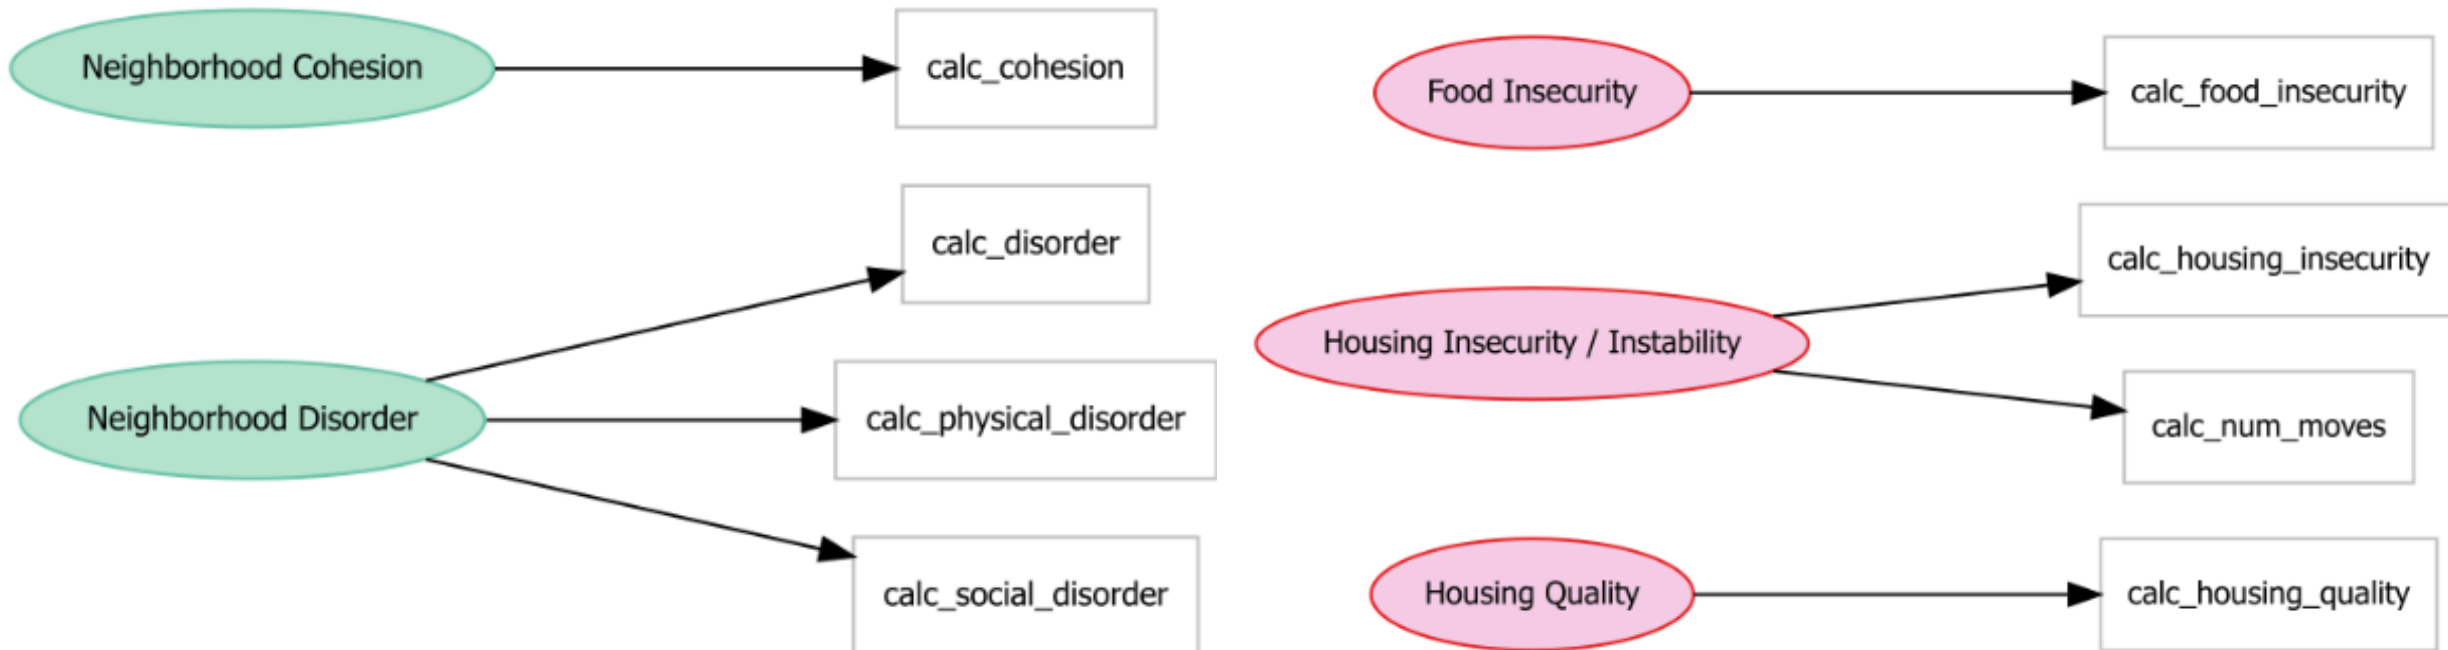 Neighborhood Cohesion
calc_cohesion
calc_disorder
Neighborhood Disorder
calc_physical_disorder
calc_social_disorder
Food Insecurity
calc_food_insecurity
calc_housing_insecurity
Housing Insecurity / Instability
calc_num_moves
Housing Quality
calc_housing_quality